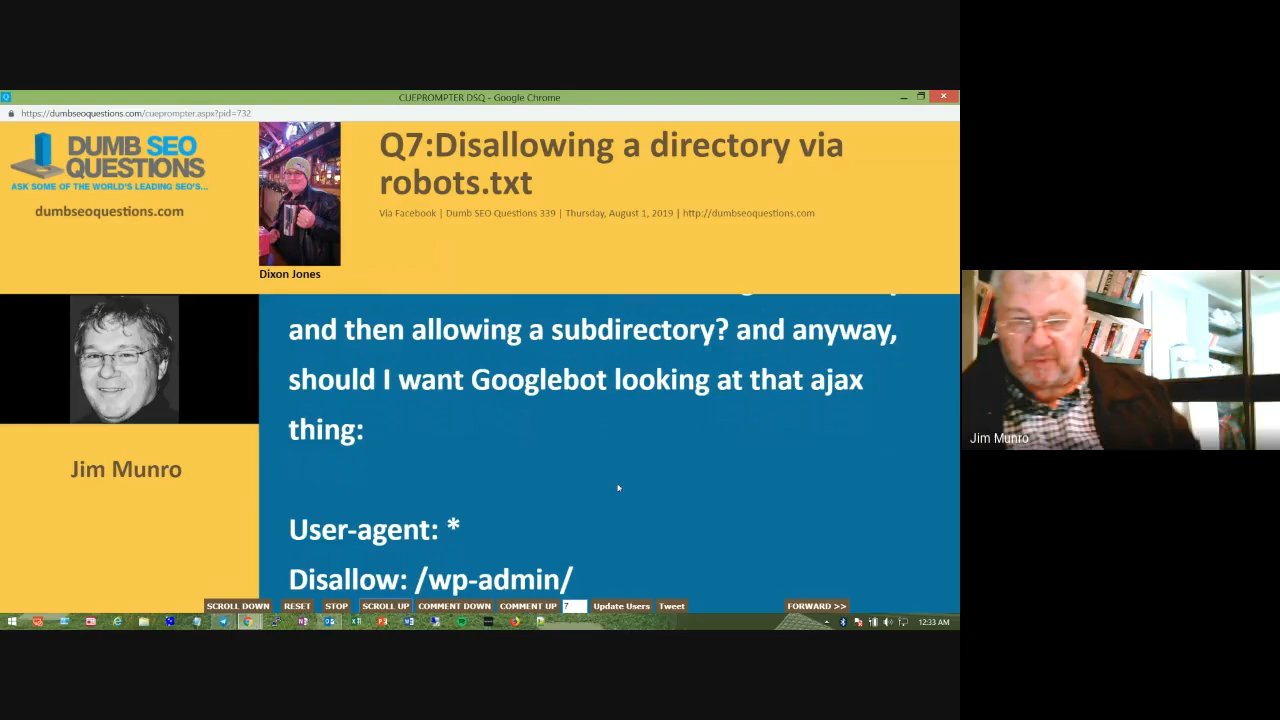 CUEPROMPTER DSQ - Google Chrome
https://dumbseoquestions.com/cueprompter.aspx?pid=732
DUMB SEO
QUESTIONS
ASK SOME OF THE WORLD'S LEADING SEO'S...
dumbseoquestions.com
Dixon Jones
Q7:Disallowing a directory via
robots.txt
Via Facebook | Dumb SEO Questions 339 | Thursday, August 1, 2019 | http://dumbseoquestions.com
Jim Munro
and then allowing a subdirectory? and anyway,
should I want Googlebot looking at that ajax
thing:
User-agent: *
Disallow: /wp-admin/
SCROLL DOWN RESET STOP SCROLL UP COMMENT DOWN COMMENT UP 7 Update Users Tweet FORWARD >>
12:33 AM
Jim Munro